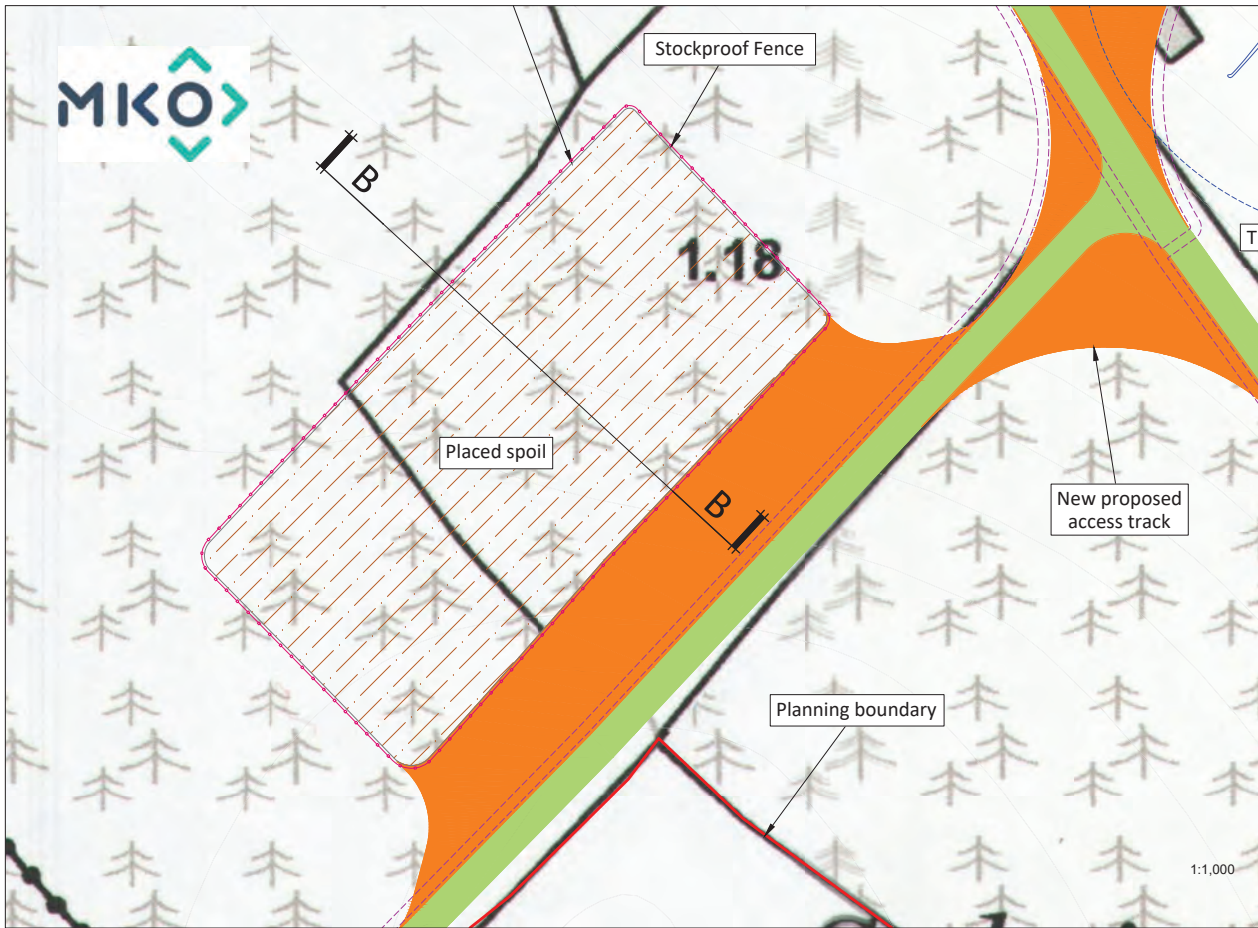 MKO
Stockproof Fence
B
1.18
T
Placed spoil
B
New proposed
access track
Planning boundary
1:1,000